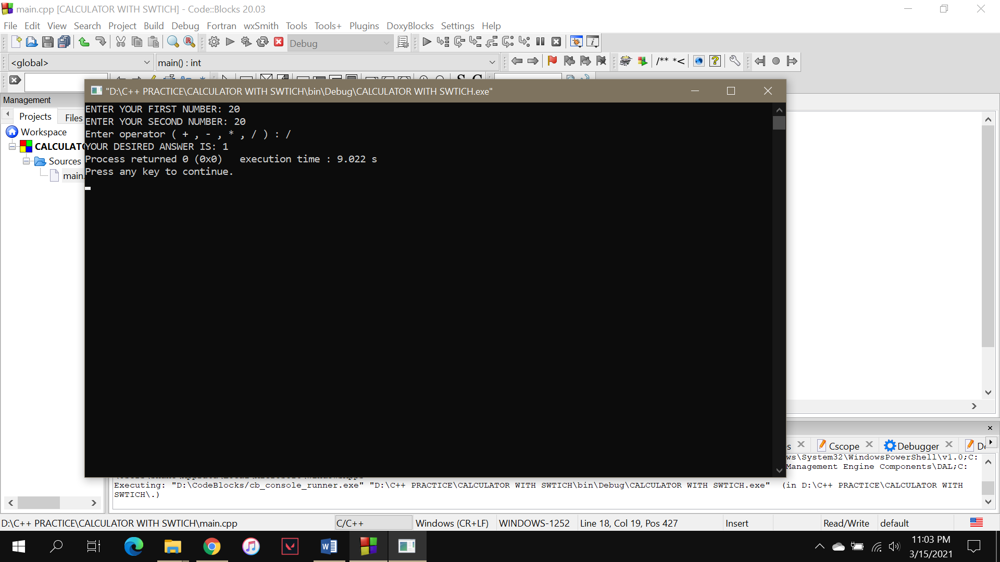 main.cpp [CALCULATOR WITH SWTICH] - Code::Blocks 20.03
File Edit View Search Project Build Debug Fortran wxSmith Tools Tools+ Plugins DoxyBlocks Settings Help
Debug
<global> main() : int /** *<
Management
"D:\C++ PRACTICE\CALCULATOR WITH SWTICH\bin\Debug\CALCULATOR WITH SWTICH.exe"
Projects Files
Workspace
CALCULATO
Sources
main.
ENTER YOUR FIRST NUMBER: 20
ENTER YOUR SECOND NUMBER: 20
Enter operator ( + , - , * , / ) : /
YOUR DESIRED ANSWER IS: 1
Process returned 0 (0x0)   execution time : 9.022 s
Press any key to continue.
Cscope Debugger
ws\System32\WindowsPowerShell\v1.0;C:
Management Engine Components\DAL;C:
Executing: "D:\CodeBlocks/cb_console_runner.exe" "D:\C++ PRACTICE\CALCULATOR WITH SWTICH\bin\Debug\CALCULATOR WITH SWTICH.exe"  (in D:\C++ PRACTICE\CALCULATOR WITH
SWTICH\.)
D:\C++ PRACTICE\CALCULATOR WITH SWTICH\main.cpp C/C++ Windows (CR+LF) WINDOWS-1252 Line 18, Col 19, Pos 427 Insert Read/Write default
11:03 PM
3/15/2021